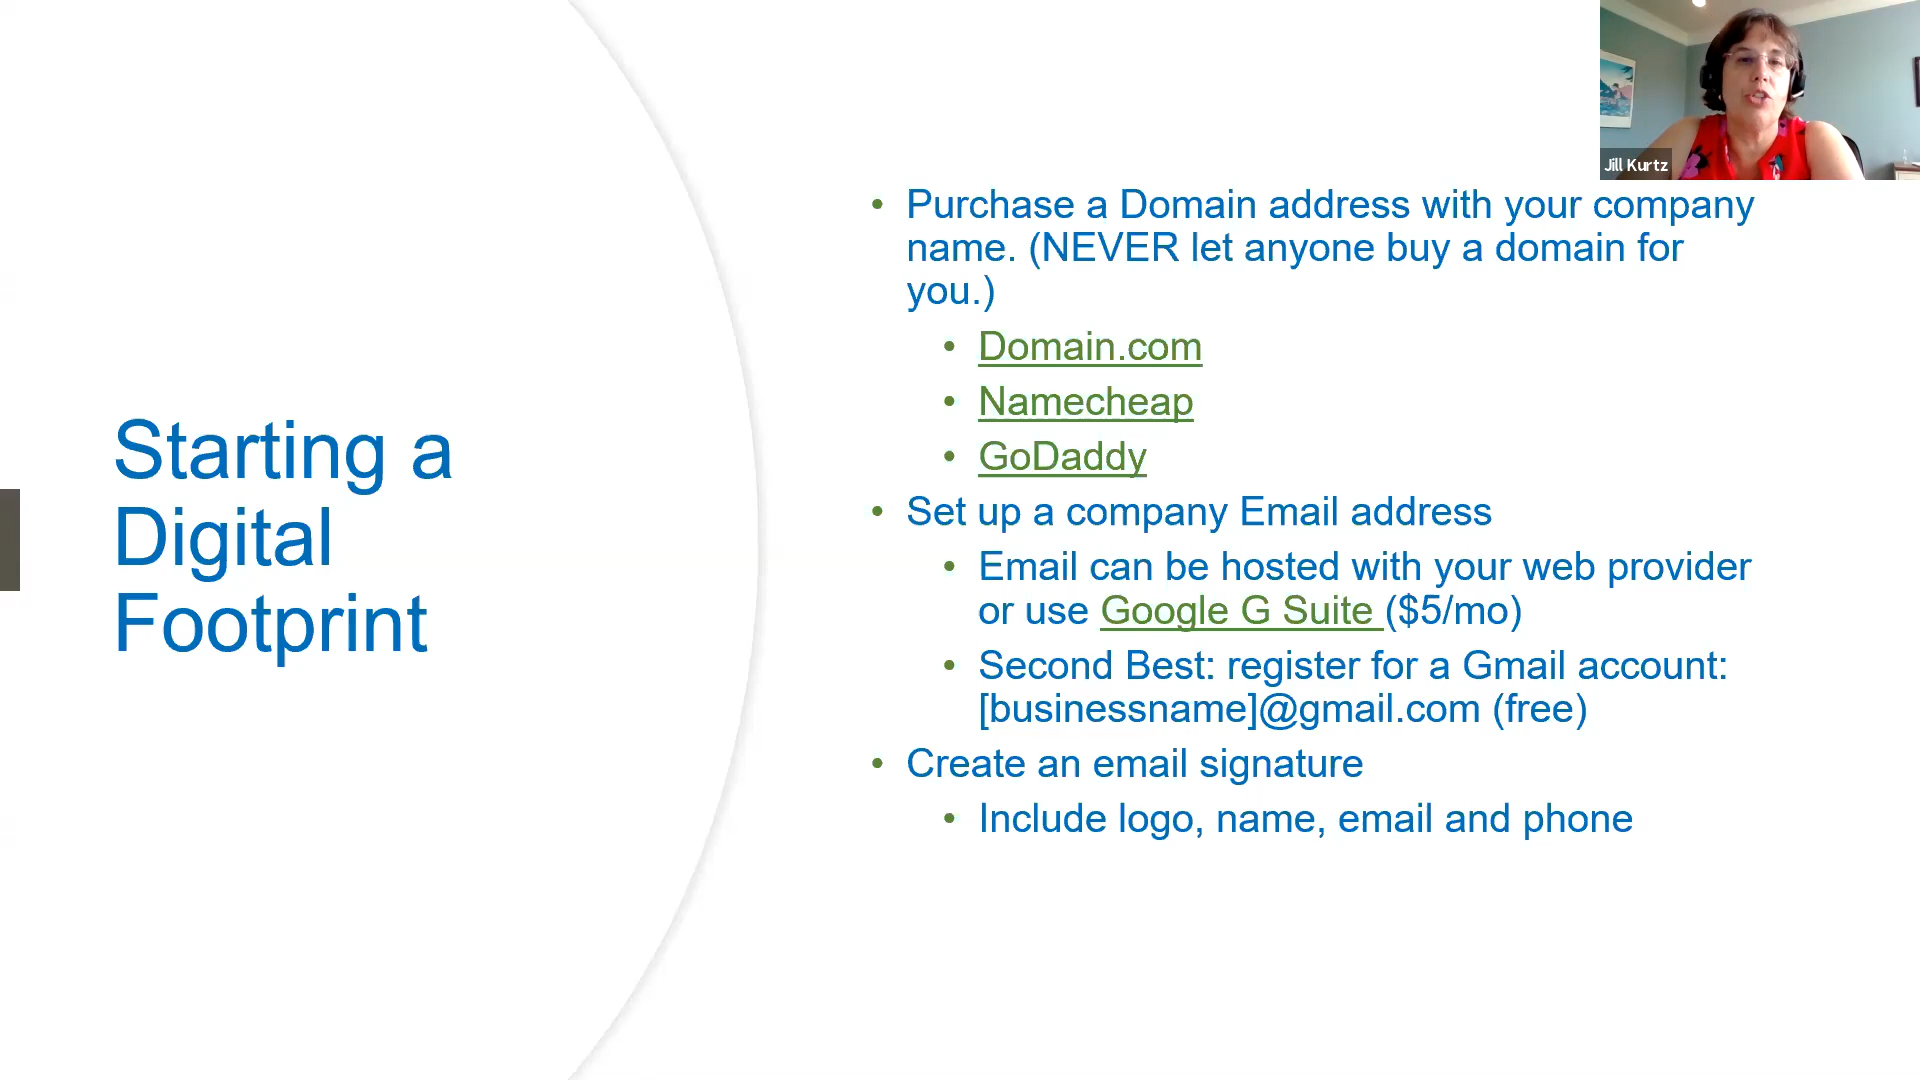 Jill Kurtz
Starting a
Digital
Footprint
• Purchase a Domain address with your company
name. (NEVER let anyone buy a domain for
you.)
• Domain.com
• Namecheap
• GoDaddy
• Set up a company Email address
• Email can be hosted with your web provider
or use Google G Suite ($5/mo)
• Second Best: register for a Gmail account:
[businessname]@gmail.com (free)
• Create an email signature
• Include logo, name, email and phone